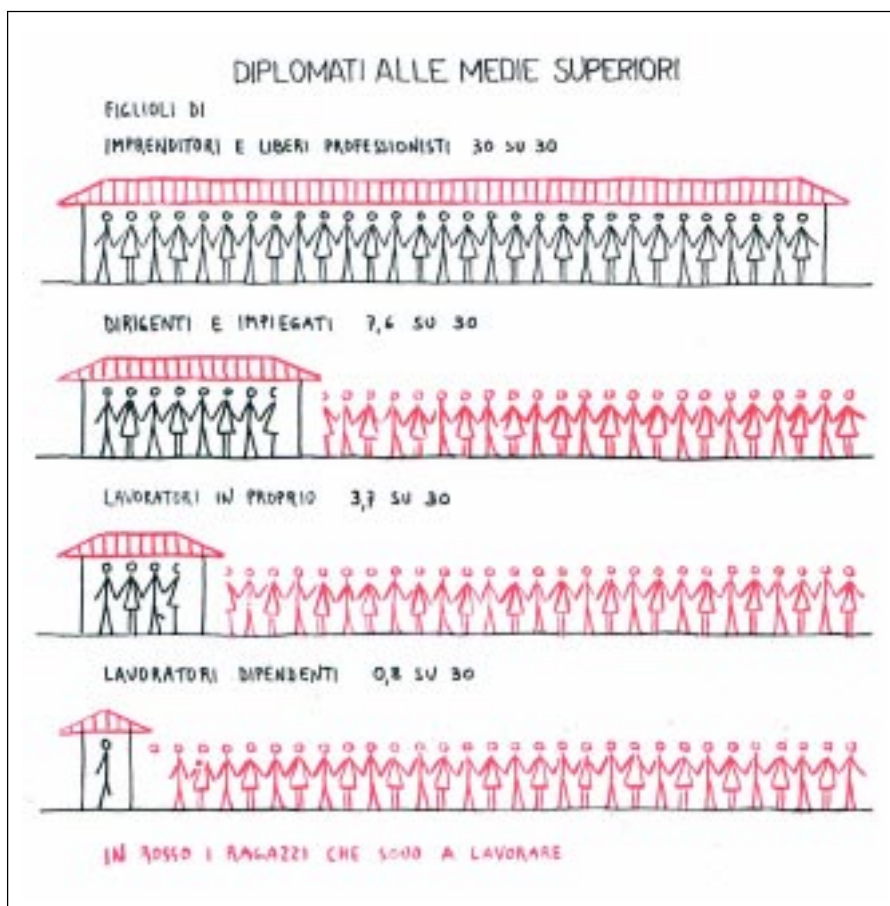 DIPLOMATI ALLE MEDIE SUPERIORI
FIGLIOLI DI
IMPRENDITORI E LIBERI PROFESSIONISTI 30 SU 30
DIRIGENTI E IMPIEGATI 7,6 SU 30
LAVORATORI IN PROPRIO 3,7 SU 30
LAVORATORI DIPENDENTI 0,8 SU 30
IN ROSSO I RAGAZZI CHE SONO A LAVORARE